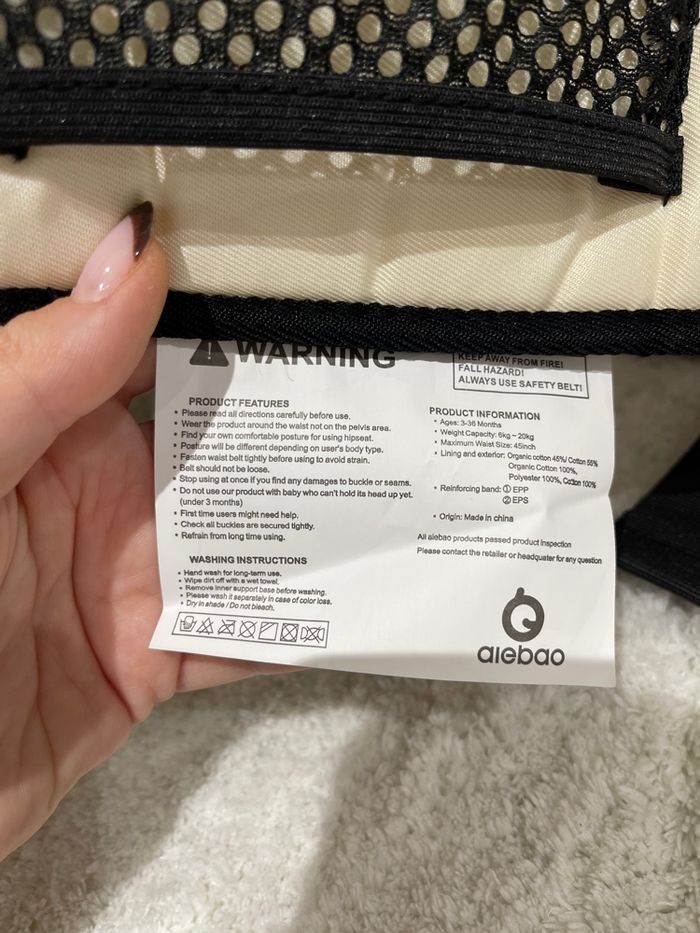 WARNING
KEEP AWAY FROM FIRE!
FALL HAZARD!
ALWAYS USE SAFETY BELT!
PRODUCT FEATURES
• Please read all directions carefully before use.
• Wear the product around the waist not on the pelvis area.
• Find your own comfortable posture for using hipseat.
• Posture will be different depending on user's body type.
• Fasten waist belt tightly before using to avoid strain.
• Belt should not be loose.
• Stop using at once if you find any damages to buckle or seams.
• Do not use our product with baby who can't hold its head up yet.
(under 3 months)
• First time users might need help.
• Check all buckles are secured tightly.
• Refrain from long time using.
WASHING INSTRUCTIONS
• Hand wash for long-term use.
• Wipe dirt off with a wet towel.
• Remove inner support base before washing.
• Please wash it separately in case of color loss.
• Dry in shade / Do not bleach.
PRODUCT INFORMATION
• Ages: 3-36 Months
• Weight Capacity: 6kg ~ 20kg
• Maximum Waist Size: 45inch
• Lining and exterior: Organic cotton 45%/ Cotton 55%
Organic Cotton 100%,
Polyester 100%, Cotton 100%
• Reinforcing band: ① EPP
② EPS
• Origin: Made in china
All aiebao products passed product inspection
Please contact the retailer or headquater for any question
aiebao